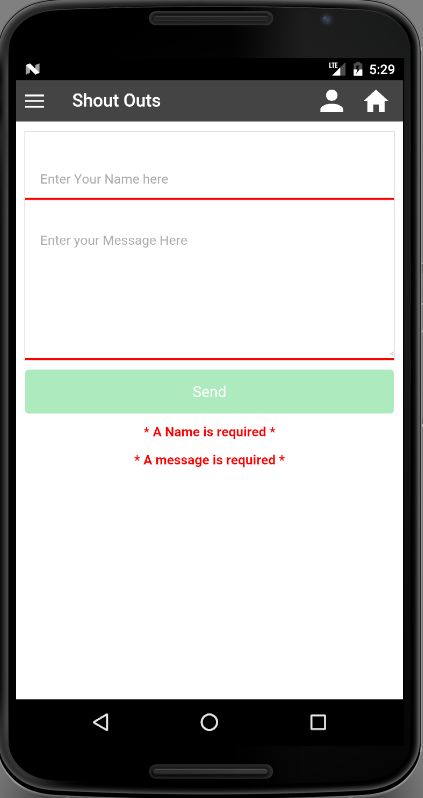 LTE 5:29
Shout Outs
Enter Your Name here
Enter your Message Here
Send
* A Name is required *
* A message is required *